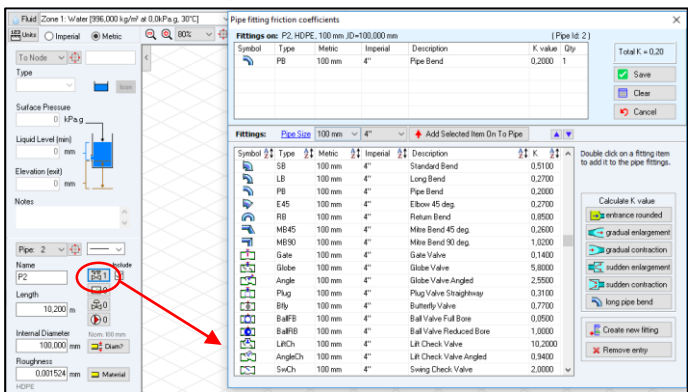 Fluid Zone 1: Water [996,000 kg/m³ at 0,0kPa.g, 30°C]
Units Imperial Metric 80%
To Node
Type
Surface Pressure
0 kPa.g
Liquid Level (min)
0 mm
Elevation (exit)
0 mm
Notes
Pipe: 2
Name Include
P2 1
0
Length
10,200 m 0
0
Internal Diameter Nom. 100 mm
100,000 mm Diam?
Roughness
0,001524 mm Material
HDPE
Pipe fitting friction coefficients
Fittings on: P2, HDPE, 100 mm ,ID=100,000 mm ( Pipe Id: 2 )
Symbol Type Metric Imperial Description K value Qty
PB 100 mm 4" Pipe Bend 0,2000 1
Total K = 0,20
Save
Clear
Cancel
Fittings: Pipe Size 100 mm 4" Add Selected Item On To Pipe
Symbol Type Metric Imperial Description K
SB 100 mm 4" Standard Bend 0,5100
LB 100 mm 4" Long Bend 0,2700
PB 100 mm 4" Pipe Bend 0,2000
E45 100 mm 4" Elbow 45 deg. 0,2700
RB 100 mm 4" Return Bend 0,8500
MB45 100 mm 4" Mitre Bend 45 deg. 0,2600
MB90 100 mm 4" Mitre Bend 90 deg. 1,0200
Gate 100 mm 4" Gate Valve 0,1400
Globe 100 mm 4" Globe Valve 5,8000
Angle 100 mm 4" Globe Valve Angled 2,5500
Plug 100 mm 4" Plug Valve Straightway 0,3100
Bfly 100 mm 4" Butterfly Valve 0,7700
BallFB 100 mm 4" Ball Valve Full Bore 0,0500
BallRB 100 mm 4" Ball Valve Reduced Bore 1,0000
LiftCh 100 mm 4" Lift Check Valve 10,2000
AngleCh 100 mm 4" Lift Check Valve Angled 0,9400
SwCh 100 mm 4" Swing Check Valve 2,0000
Double click on a fitting item
to add it to the pipe fittings.
Calculate K value
entrance rounded
gradual enlargement
gradual contraction
sudden enlargement
sudden contraction
long pipe bend
Create new fitting
Remove entry